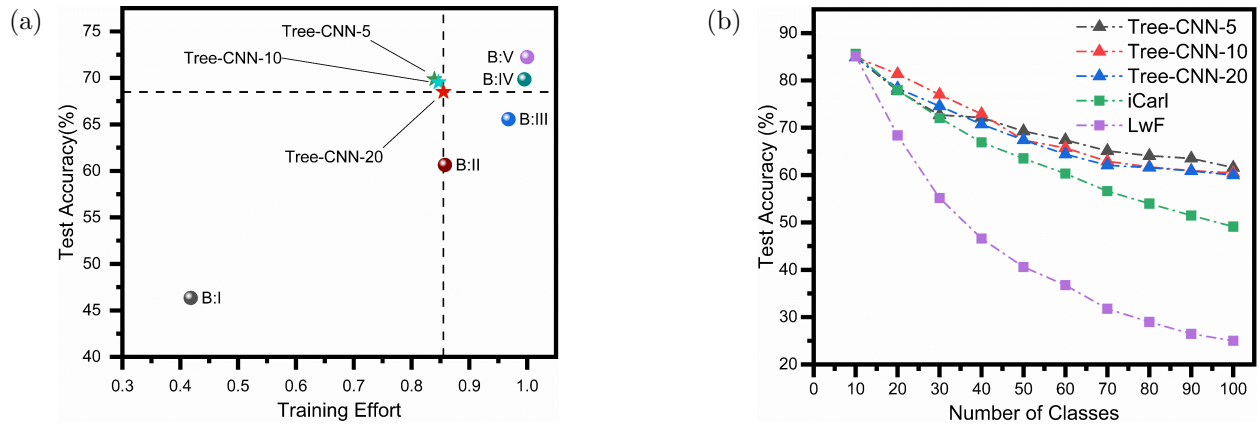 (a)
75
70
65
60
55
50
45
40
Test Accuracy(%)
Tree-CNN-5
Tree-CNN-10
Tree-CNN-20
B:V
B:IV
B:III
B:II
B:I
0.3 0.4 0.5 0.6 0.7 0.8 0.9 1.0
Training Effort
(b)
90
80
70
60
50
40
30
20
Test Accuracy (%)
Tree-CNN-5
Tree-CNN-10
Tree-CNN-20
iCarl
LwF
0 10 20 30 40 50 60 70 80 90 100
Number of Classes